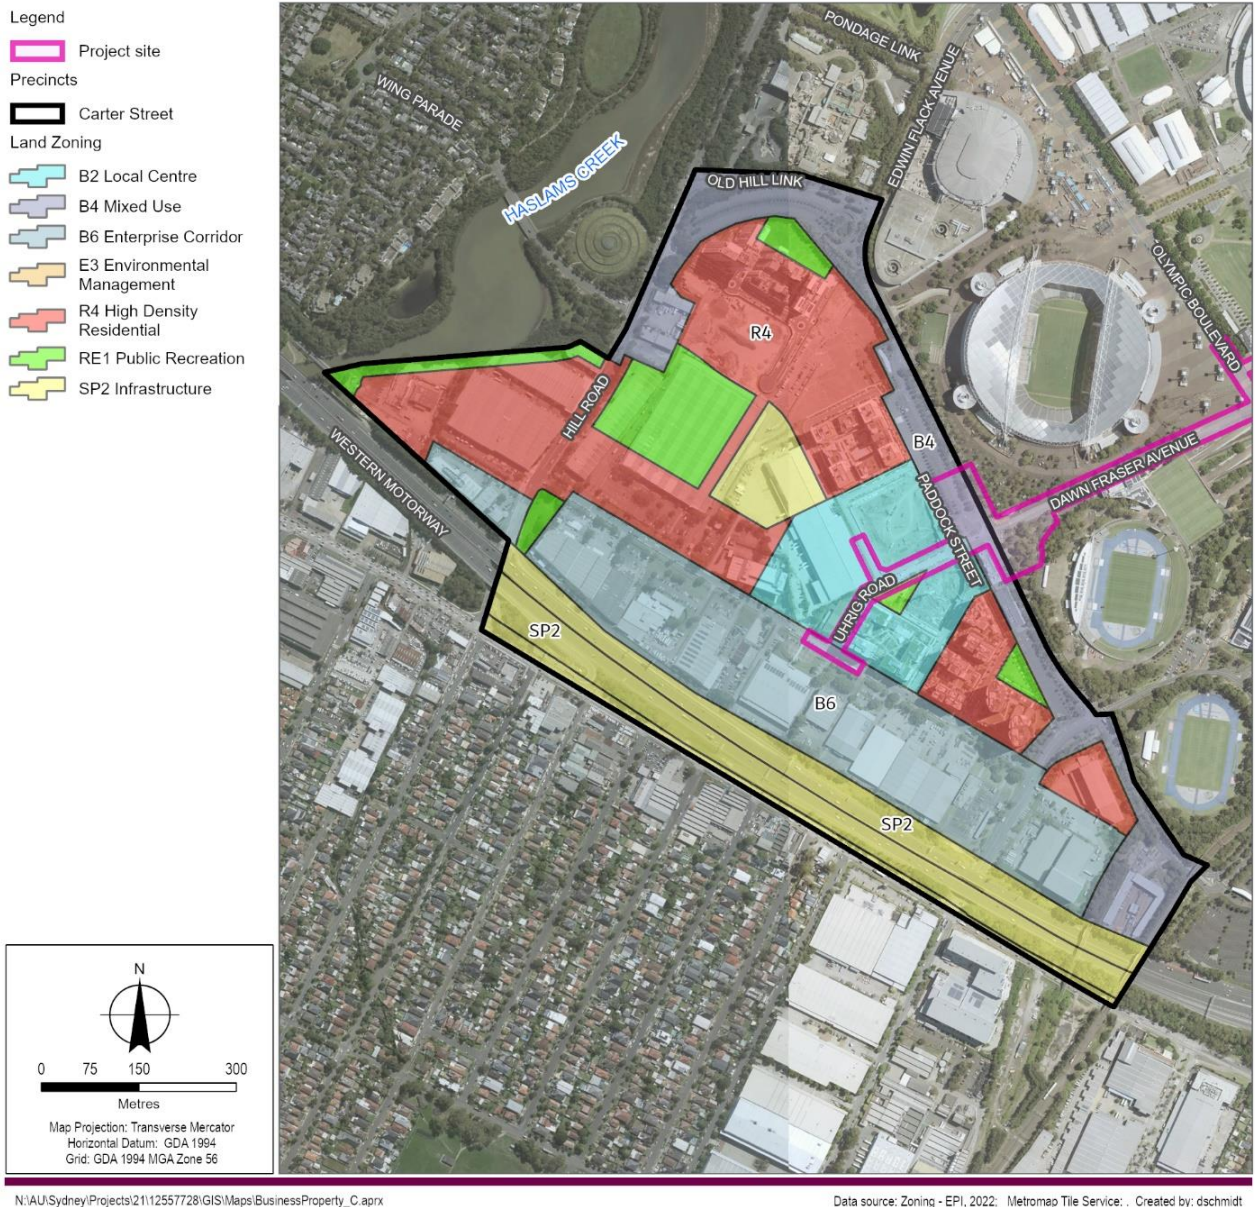 Legend
Project site
Precincts
Carter Street
Land Zoning
B2 Local Centre
B4 Mixed Use
B6 Enterprise Corridor
E3 Environmental
Management
R4 High Density
Residential
RE1 Public Recreation
SP2 Infrastructure
PONDAGE LINK
WING PARADE
EDWIN FLACK AVENUE
HASLAMS CREEK
OLD HILL LINK
OLYMPIC BOULEVARD
R4
HILL ROAD
B4
WESTERN MOTORWAY
DAWN FRASER AVENUE
PADDOCK STREET
UHRIG ROAD
SP2
B6
SP2
N
0 75 150 300
Metres
Map Projection: Transverse Mercator
Horizontal Datum: GDA 1994
Grid: GDA 1994 MGA Zone 56
N:\AU\Sydney\Projects\21\12557728\GIS\Maps\BusinessProperty_C.aprx
Data source: Zoning - EPI, 2022: Metromap Tile Service: . Created by: dschmidt